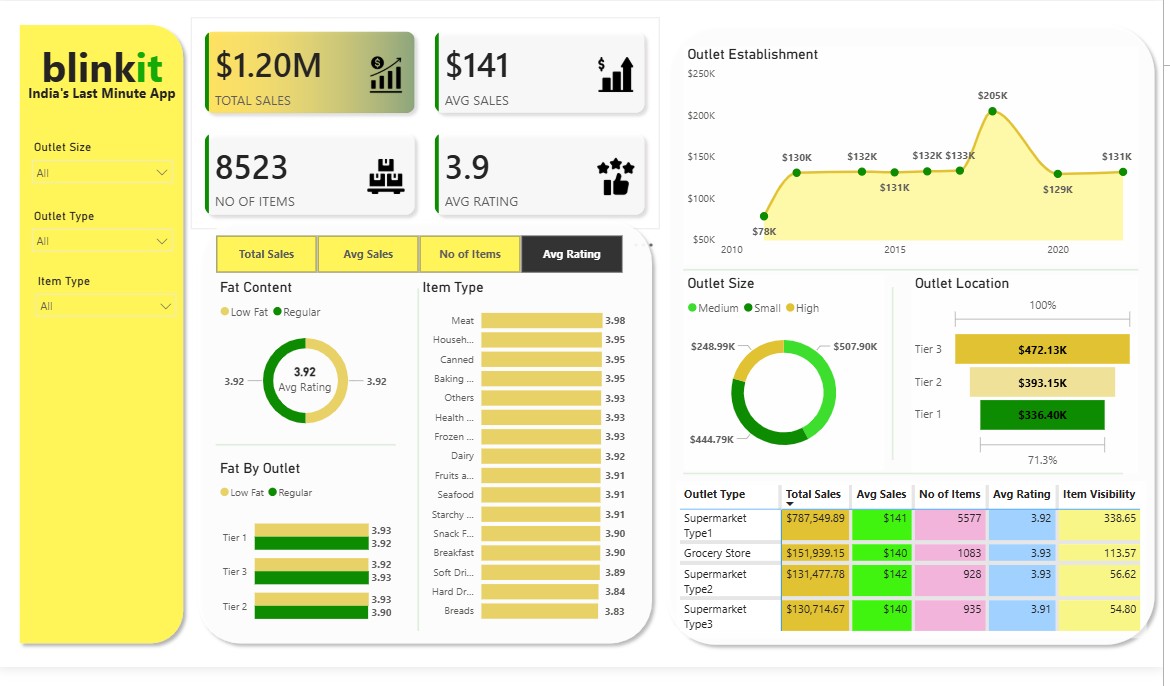 blinkit
India's Last Minute App
Outlet Size
All
Outlet Type
All
Item Type
All
$1.20M
TOTAL SALES
$
$141
AVG SALES
$
8523
NO OF ITEMS
3.9
AVG RATING
Total Sales
Avg Sales
No of Items
Avg Rating
Fat Content
Low Fat Regular
3.92
3.92
Avg Rating
3.92
Fat By Outlet
Low Fat Regular
Tier 1
3.93
3.92
Tier 3
3.92
3.93
Tier 2
3.93
3.90
Item Type
Meat 3.98
Househ... 3.95
Canned 3.95
Baking ... 3.95
Others 3.93
Health ... 3.93
Frozen ... 3.93
Dairy 3.92
Fruits a... 3.91
Seafood 3.91
Starchy ... 3.91
Snack F... 3.90
Breakfast 3.90
Soft Dri... 3.89
Hard Dr... 3.84
Breads 3.83
Outlet Establishment
$250K
$200K
$150K
$100K
$50K
$78K
$130K
$132K
$131K
$132K
$133K
$205K
$129K
$131K
2010
2015
2020
Outlet Size
Medium Small High
$248.99K
$507.90K
$444.79K
Outlet Location
100%
Tier 3 $472.13K
Tier 2 $393.15K
Tier 1 $336.40K
71.3%
Outlet Type Total Sales Avg Sales No of Items Avg Rating Item Visibility
Supermarket $787,549.89 $141 5577 3.92 338.65
Type1
Grocery Store $151,939.15 $140 1083 3.93 113.57
Supermarket $131,477.78 $142 928 3.93 56.62
Type2
Supermarket $130,714.67 $140 935 3.91 54.80
Type3